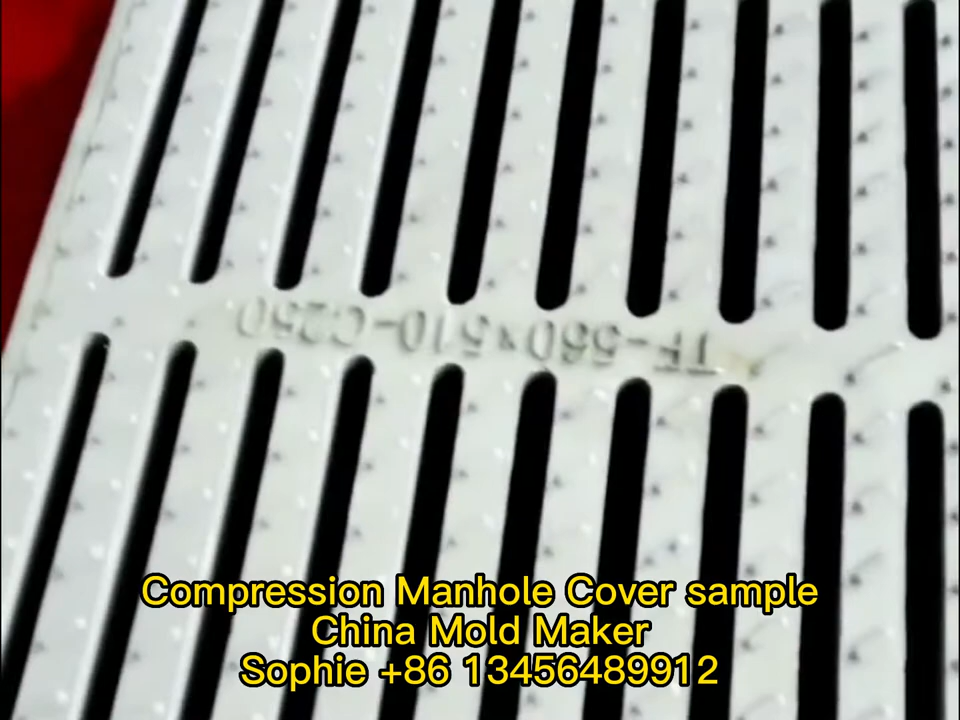 TF-560×510-C250
Compression Manhole Cover sample
China Mold Maker
Sophie +86 13456489912